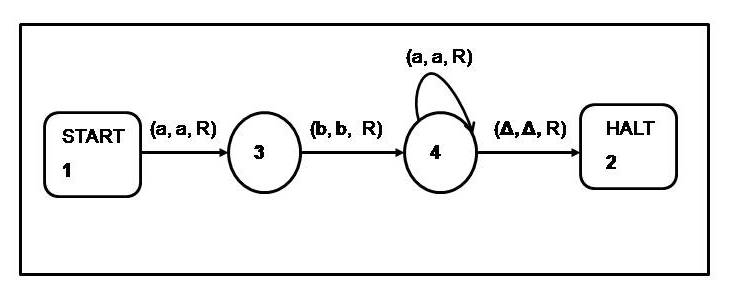 (a, a, R)
START
1
(a, a, R)
3
(b, b, R)
4
(Δ, Δ, R)
HALT
2